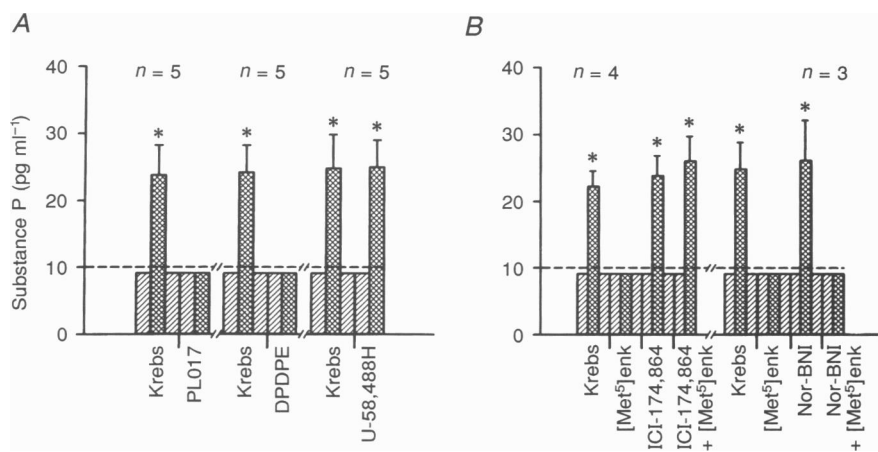 A
B
n = 5
n = 5
n = 5
n = 4
n = 3
Substance P (pg ml⁻¹)
40
30
20
10
0
* * * *
Krebs
PL017
Krebs
DPDPE
Krebs
U-58,488H
40
30
20
10
0
* * * * *
Krebs
[Met⁵]enk
ICI-174,864
ICI-174,864
+ [Met⁵]enk
Krebs
[Met⁵]enk
Nor-BNI
Nor-BNI
+ [Met⁵]enk